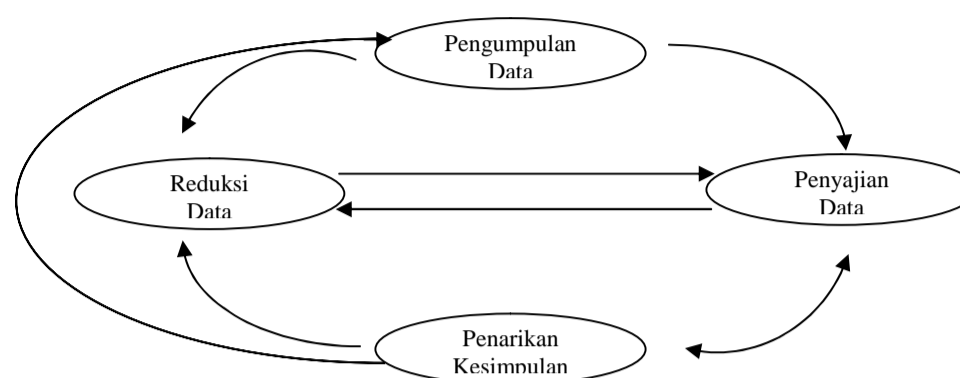 Pengumpulan
Data
Reduksi
Data
Penyajian
Data
Penarikan
Kesimpulan